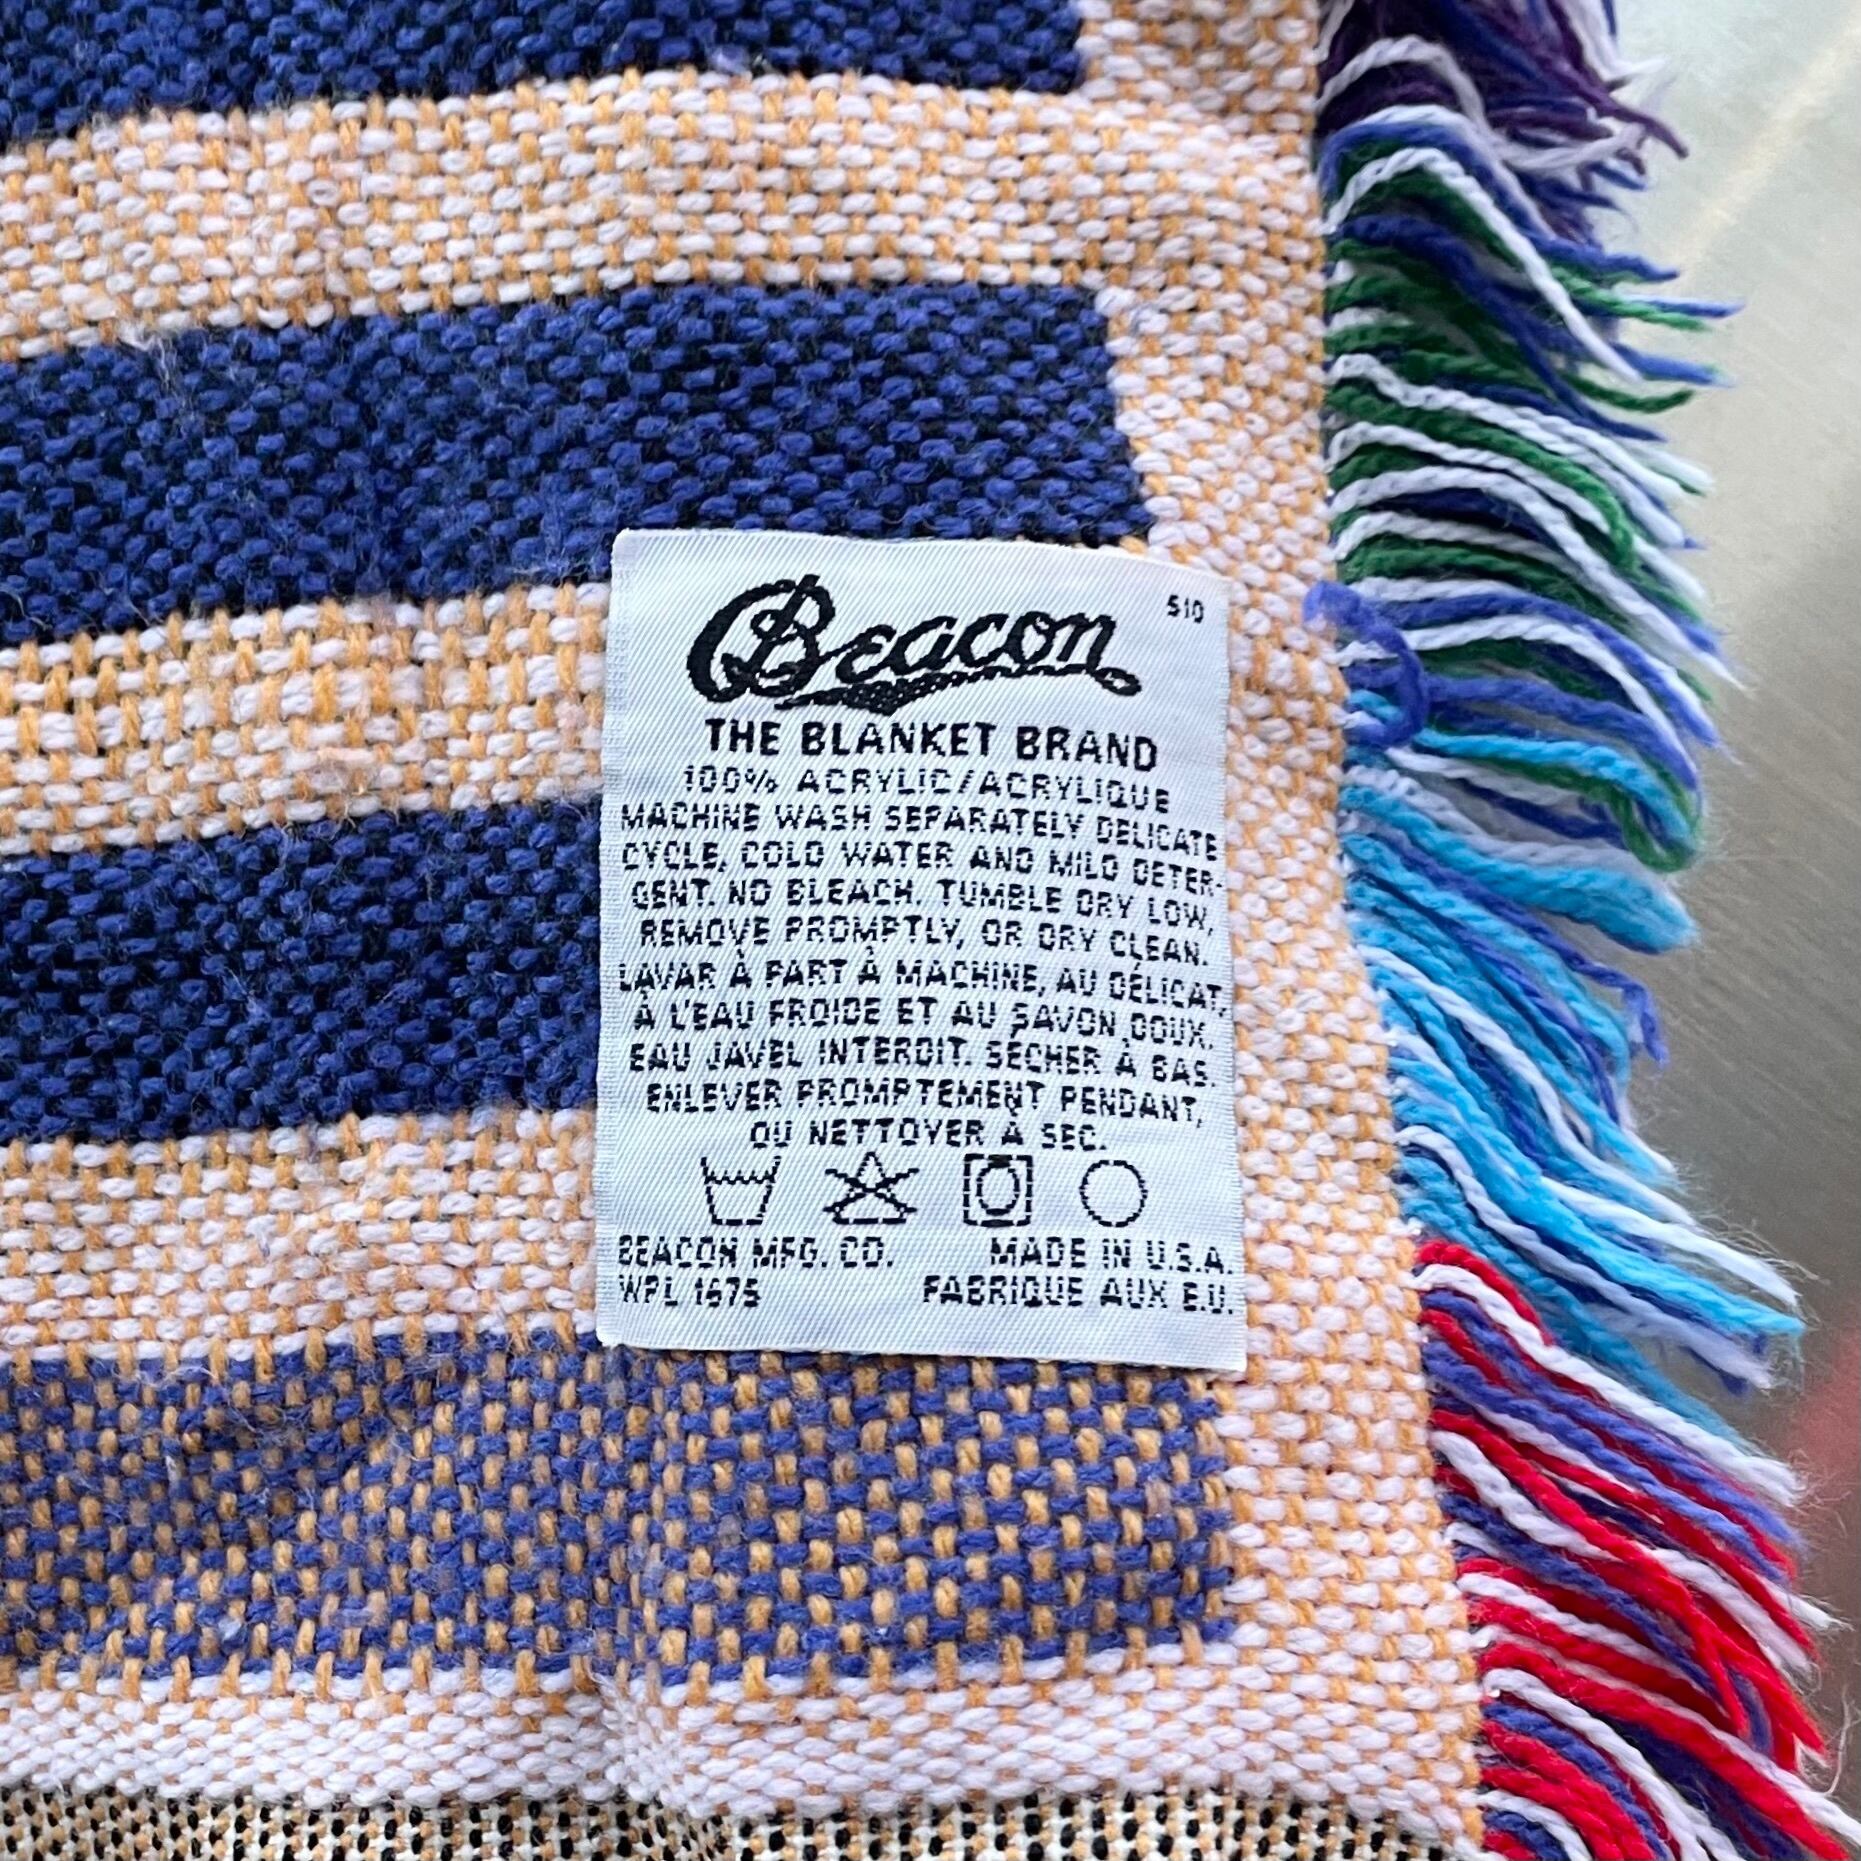 Beacon 510
THE BLANKET BRAND
100% ACRYLIC/ACRYLIQUE
MACHINE WASH SEPARATELY DELICATE
CYCLE, COLD WATER AND MILD DETER-
GENT. NO BLEACH. TUMBLE DRY LOW,
REMOVE PROMPTLY, OR DRY CLEAN.
LAVAR À PART À MACHINE, AU DÉLICAT,
À L'EAU FROIDE ET AU SAVON DOUX.
EAU JAVEL INTERDIT. SÉCHER À BAS.
ENLEVER PROMPTEMENT PENDANT,
OU NETTOYER À SEC.
BEACON MFG. CO. MADE IN U.S.A.
WPL 1675 FABRIQUE AUX E.U.